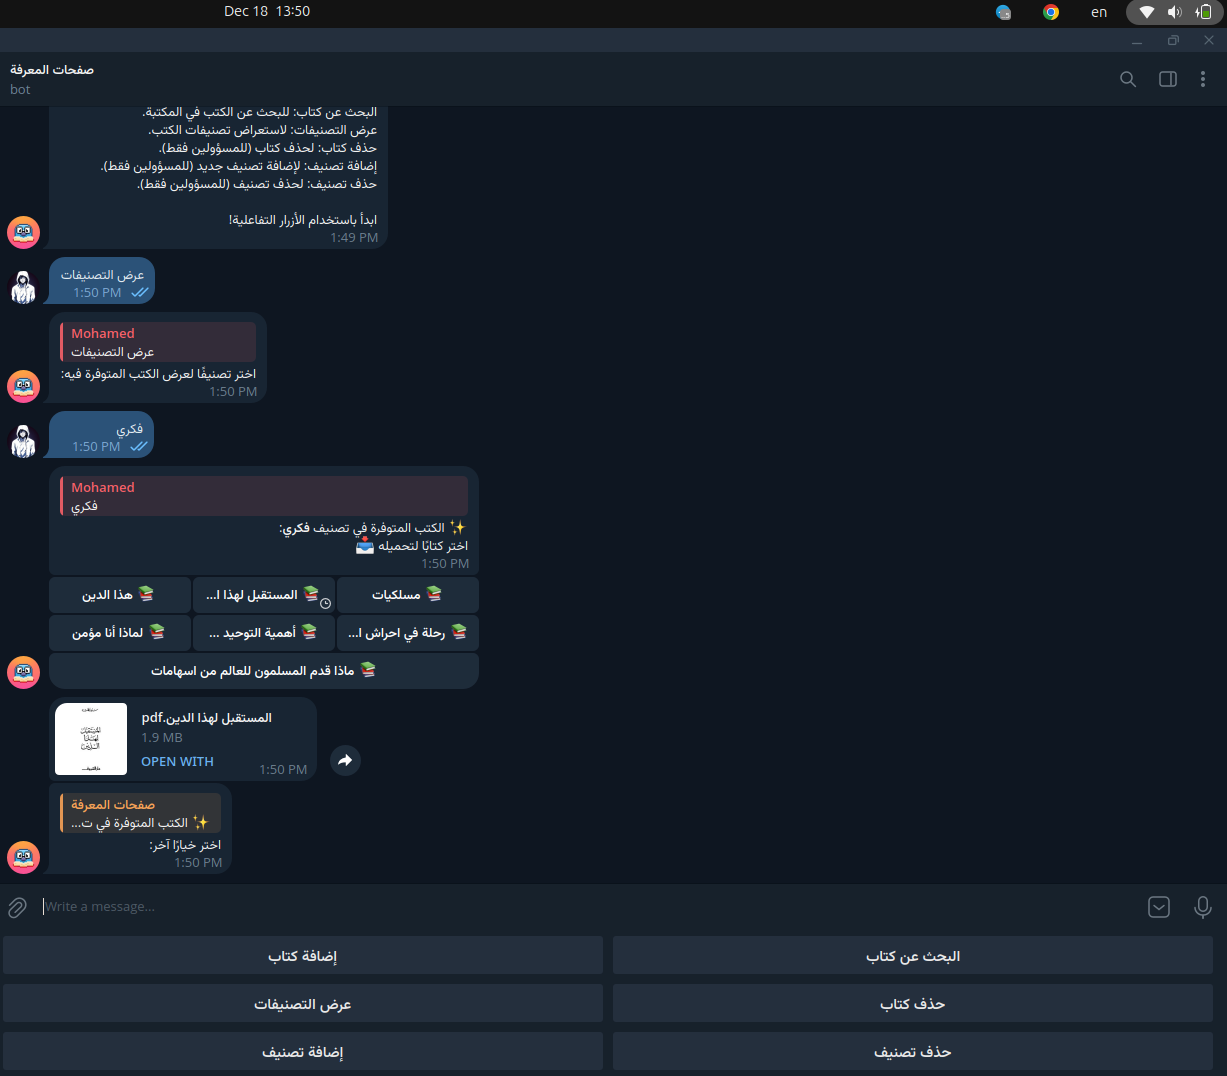 Dec 18 13:50
en
صفحات المعرفة
bot
البحث عن كتاب: للبحث عن الكتب في المكتبة.
عرض التصنيفات: لاستعراض تصنيفات الكتب.
حذف كتاب: لحذف كتاب (للمسؤولين فقط).
إضافة تصنيف: لإضافة تصنيف جديد (للمسؤولين فقط).
حذف تصنيف: لحذف تصنيف (للمسؤولين فقط).
ابدأ باستخدام الأزرار التفاعلية!
1:49 PM
عرض التصنيفات
1:50 PM
Mohamed
عرض التصنيفات
اختر تصنيفًا لعرض الكتب المتوفرة فيه:
1:50 PM
فكري
1:50 PM
Mohamed
فكري
✨ الكتب المتوفرة في تصنيف فكري:
اختر كتابًا لتحميله 📥
1:50 PM
📚 مسلكيات
📚 المستقبل لهذا ا...
📚 هذا الدين
📚 رحلة في احراش ا...
📚 أهمية التوحيد ...
📚 لماذا أنا مؤمن
📚 ماذا قدم المسلمون للعالم من اسهامات
المستقبل لهذا الدين.pdf
1.9 MB
OPEN WITH
1:50 PM
صفحات المعرفة
✨ الكتب المتوفرة في ت...
اختر خيارًا آخر:
1:50 PM
Write a message...
البحث عن كتاب
إضافة كتاب
حذف كتاب
عرض التصنيفات
حذف تصنيف
إضافة تصنيف